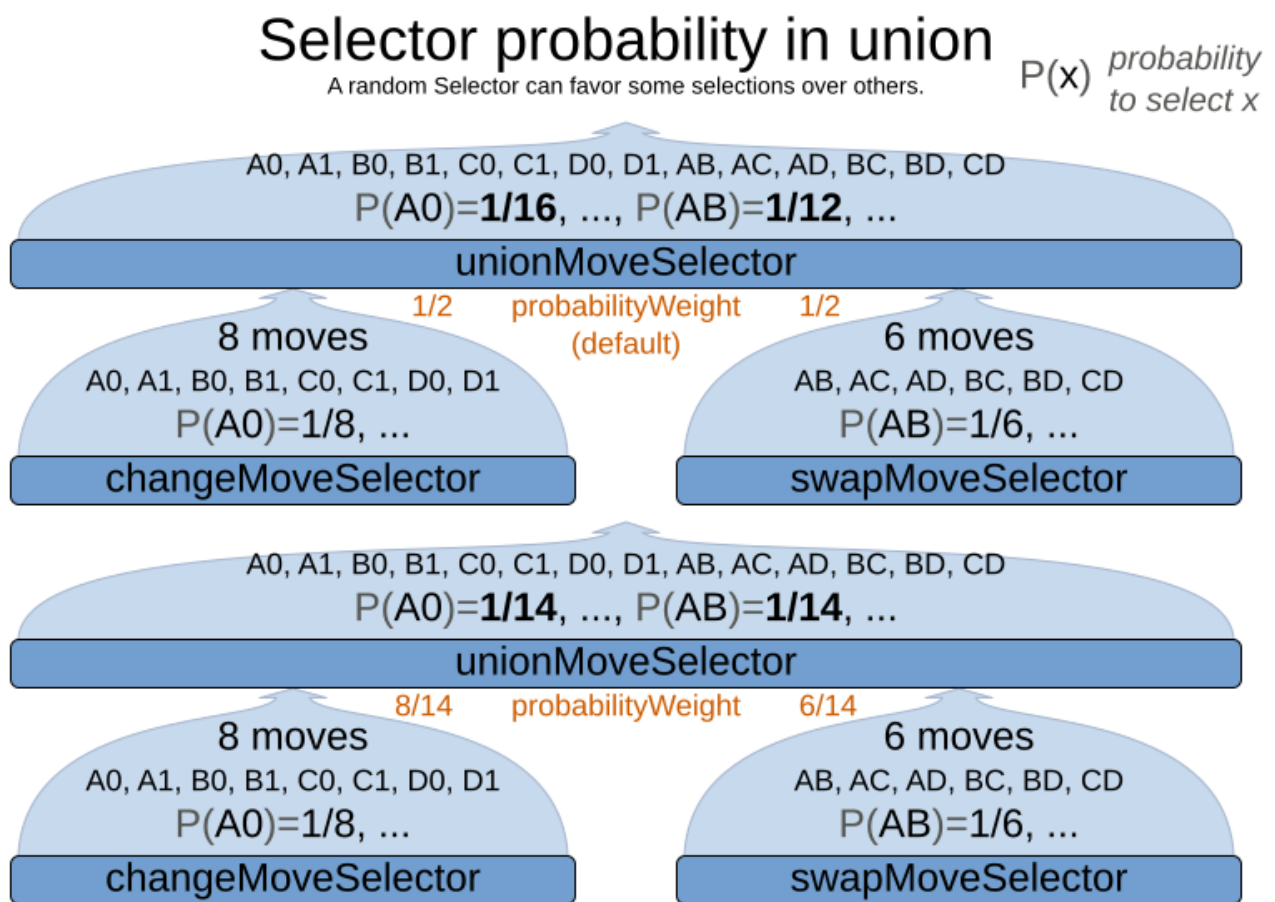 Selector probability in union
A random Selector can favor some selections over others.
P(x) probability
to select x
A0, A1, B0, B1, C0, C1, D0, D1, AB, AC, AD, BC, BD, CD
P(A0)=1/16, ..., P(AB)=1/12, ...
unionMoveSelector
1/2 probabilityWeight 1/2
(default)
8 moves
A0, A1, B0, B1, C0, C1, D0, D1
P(A0)=1/8, ...
changeMoveSelector
6 moves
AB, AC, AD, BC, BD, CD
P(AB)=1/6, ...
swapMoveSelector
A0, A1, B0, B1, C0, C1, D0, D1, AB, AC, AD, BC, BD, CD
P(A0)=1/14, ..., P(AB)=1/14, ...
unionMoveSelector
8/14 probabilityWeight 6/14
8 moves
A0, A1, B0, B1, C0, C1, D0, D1
P(A0)=1/8, ...
changeMoveSelector
6 moves
AB, AC, AD, BC, BD, CD
P(AB)=1/6, ...
swapMoveSelector